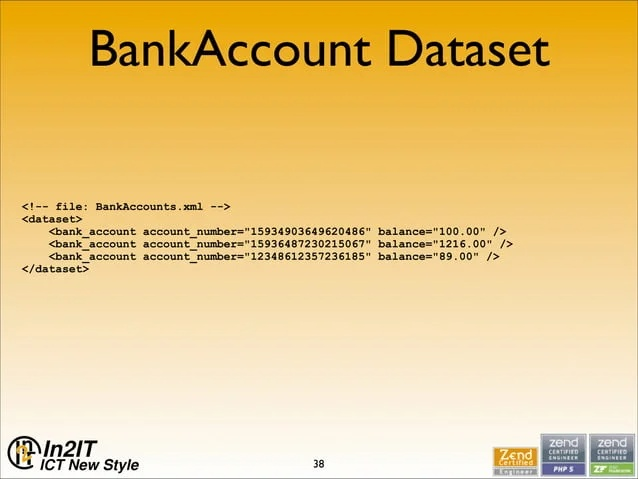 BankAccount Dataset
<!-- file: BankAccounts.xml -->
<dataset>
    <bank_account account_number="15934903649620486" balance="100.00" />
    <bank_account account_number="15936487230215067" balance="1216.00" />
    <bank_account account_number="12348612357236185" balance="89.00" />
</dataset>
In2IT
ICT New Style
38
Zend
Certified
Engineer
zend
CERTIFIED
ENGINEER
PHP 5
zend
CERTIFIED
ENGINEER
ZF